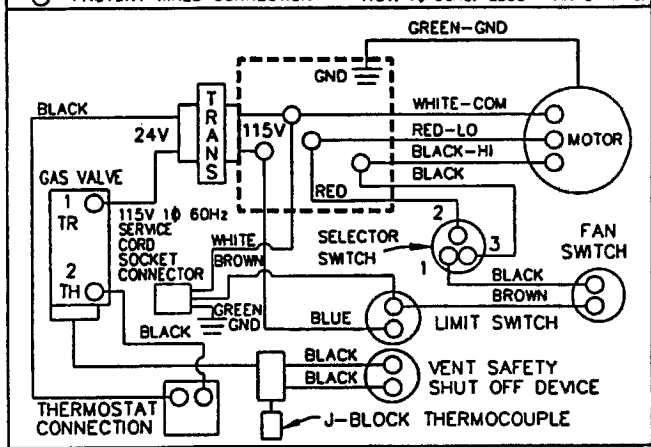 GREEN-GND
GND
BLACK
TRANS
24V
115V
WHITE-COM
RED-LO
BLACK-HI
BLACK
MOTOR
GAS VALVE
1
TR
2
TH
RED
115V 1φ 60Hz
SERVICE
CORD
SOCKET
CONNECTOR
WHITE
BROWN
SELECTOR
SWITCH
2
1
3
FAN
SWITCH
BLACK
BROWN
GREEN
GND
BLUE
LIMIT SWITCH
BLACK
BLACK
BLACK
VENT SAFETY
SHUT OFF DEVICE
THERMOSTAT
CONNECTION
J-BLOCK THERMOCOUPLE